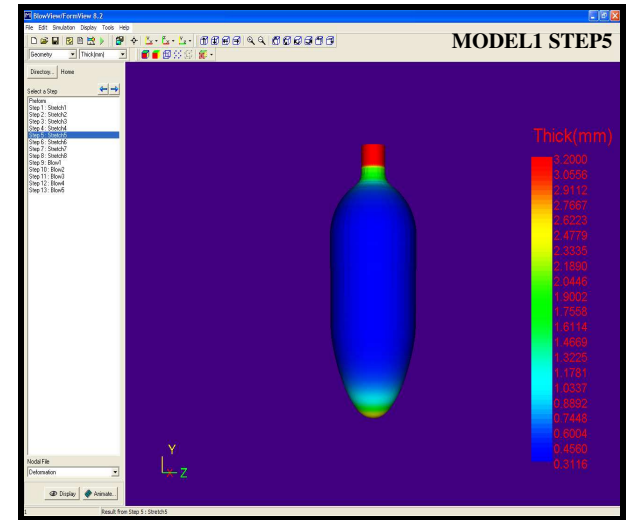 BlowView/FormView 8.2
File Edit Simulation Display Tools Help
MODEL1 STEP5
Geometry Thick(mm)
Directory... Home
Select a Step
Preform
Step 1 : Stretch1
Step 2 : Stretch2
Step 3 : Stretch3
Step 4 : Stretch4
Step 5 : Stretch5
Step 6 : Stretch6
Step 7 : Stretch7
Step 8 : Stretch8
Step 9 : Blow1
Step 10 : Blow2
Step 11 : Blow3
Step 12 : Blow4
Step 13 : Blow5
Thick(mm)
3.2000
3.0556
2.9112
2.7667
2.6223
2.4779
2.3335
2.1890
2.0446
1.9002
1.7558
1.6114
1.4669
1.3225
1.1781
1.0337
0.8892
0.7448
0.6004
0.4560
0.3116
Y
X Z
Nodal File
Deformation
Display Animate...
1 Result from Step 5 : Stretch5